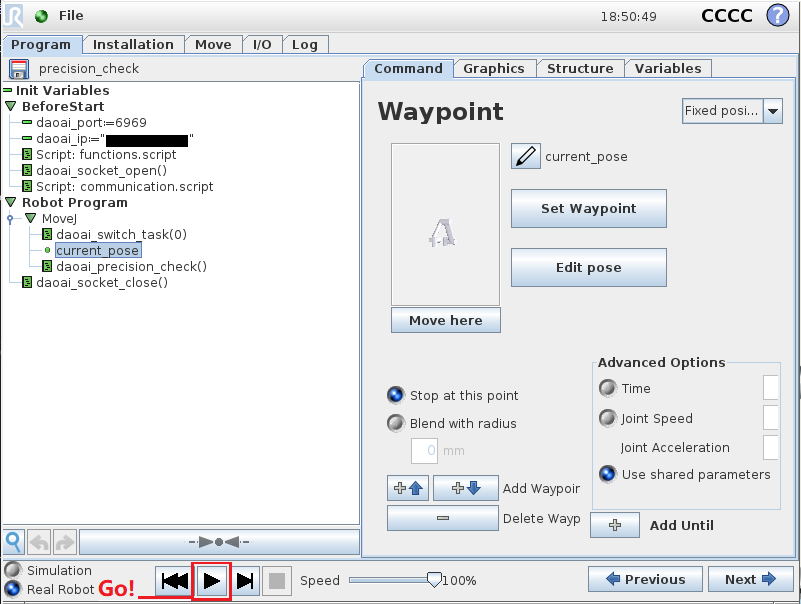 File
18:50:49
CCCC
?
Program
Installation
Move
I/O
Log
precision_check
Init Variables
BeforeStart
daoai_port:=6969
daoai_ip:=" "
Script: functions.script
daoai_socket_open()
Script: communication.script
Robot Program
MoveJ
daoai_switch_task(0)
current_pose
daoai_precision_check()
daoai_socket_close()
Command
Graphics
Structure
Variables
Waypoint
Fixed posi...
current_pose
Set Waypoint
Edit pose
Move here
Stop at this point
Blend with radius
0 mm
Add Waypoir
Delete Wayp
Advanced Options
Time
Joint Speed
Joint Acceleration
Use shared parameters
Add Until
Simulation
Real Robot
Go!
Speed
100%
Previous
Next